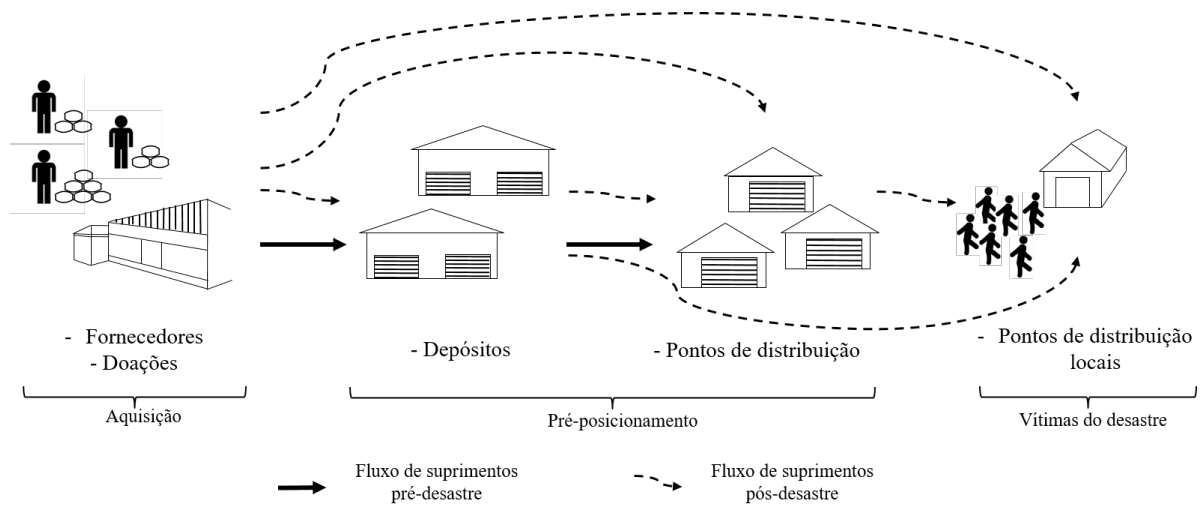 - Fornecedores
- Doações
- Depósitos
- Pontos de distribuição
- Pontos de distribuição
locais
Aquisição
Pré-posicionamento
Vítimas do desastre
Fluxo de suprimentos
pré-desastre
Fluxo de suprimentos
pós-desastre